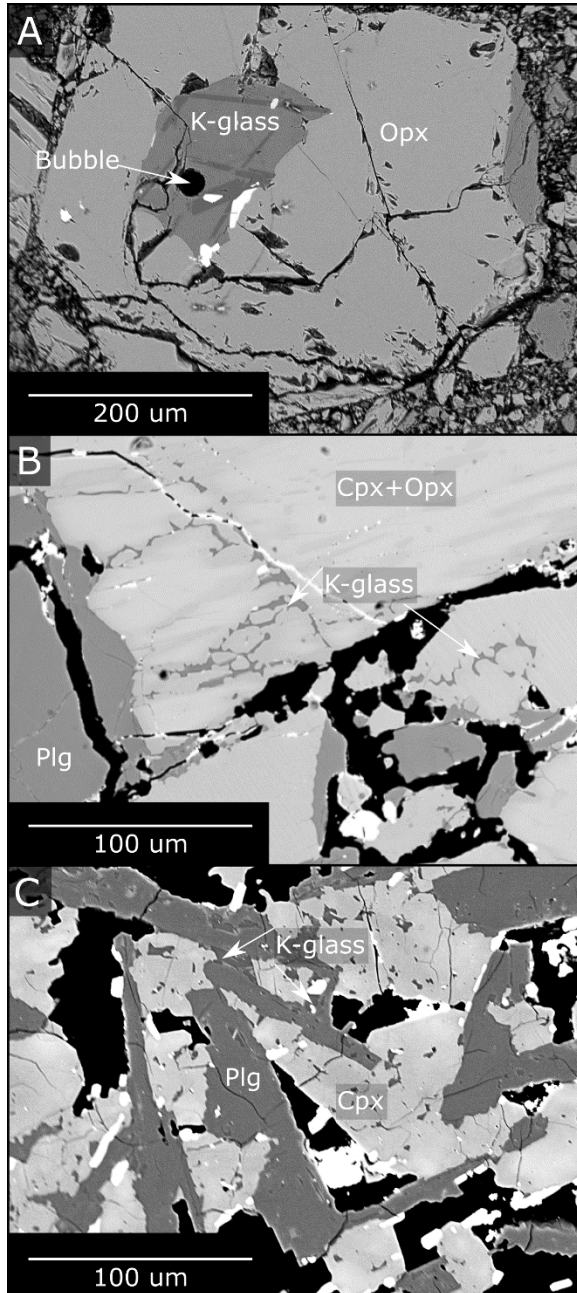 A
K-glass
Opx
Bubble
200 um
B
Cpx+Opx
K-glass
Plg
100 um
C
K-glass
Plg
Cpx
100 um